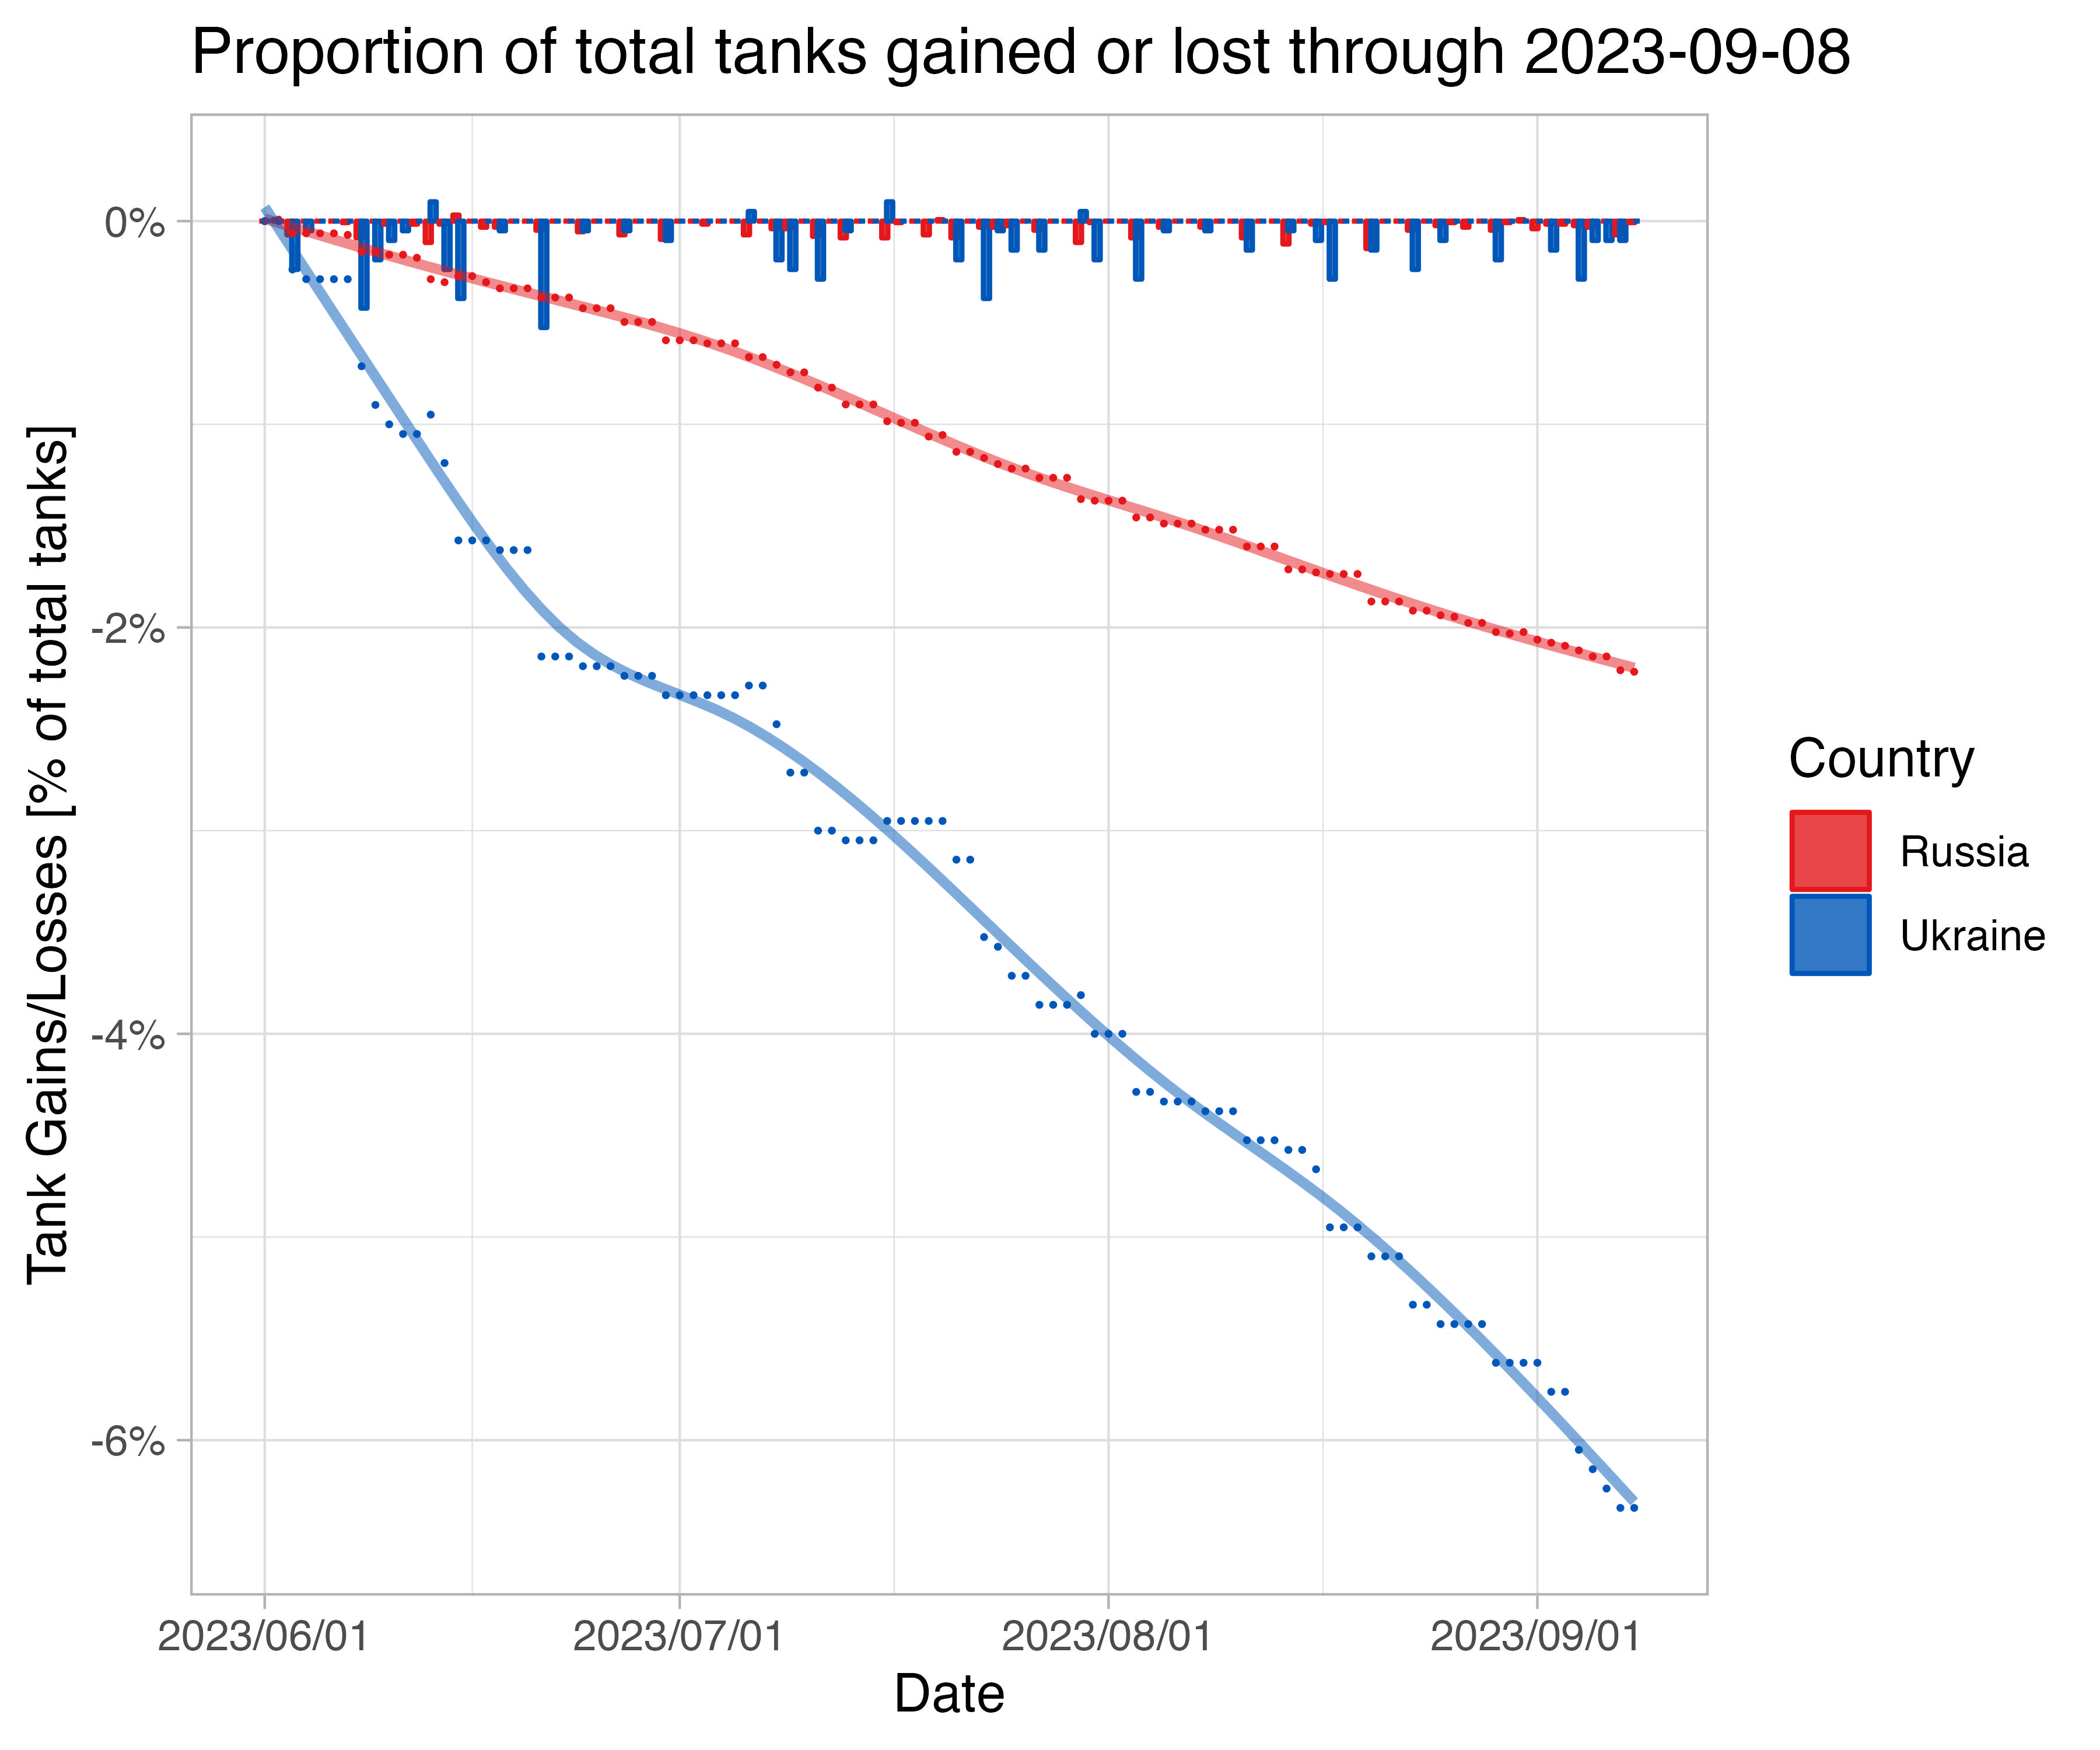 Proportion of total tanks gained or lost through 2023-09-08
Tank Gains/Losses [% of total tanks]
0%
-2%
-4%
-6%
2023/06/01
2023/07/01
2023/08/01
2023/09/01
Date
Country
Russia
Ukraine